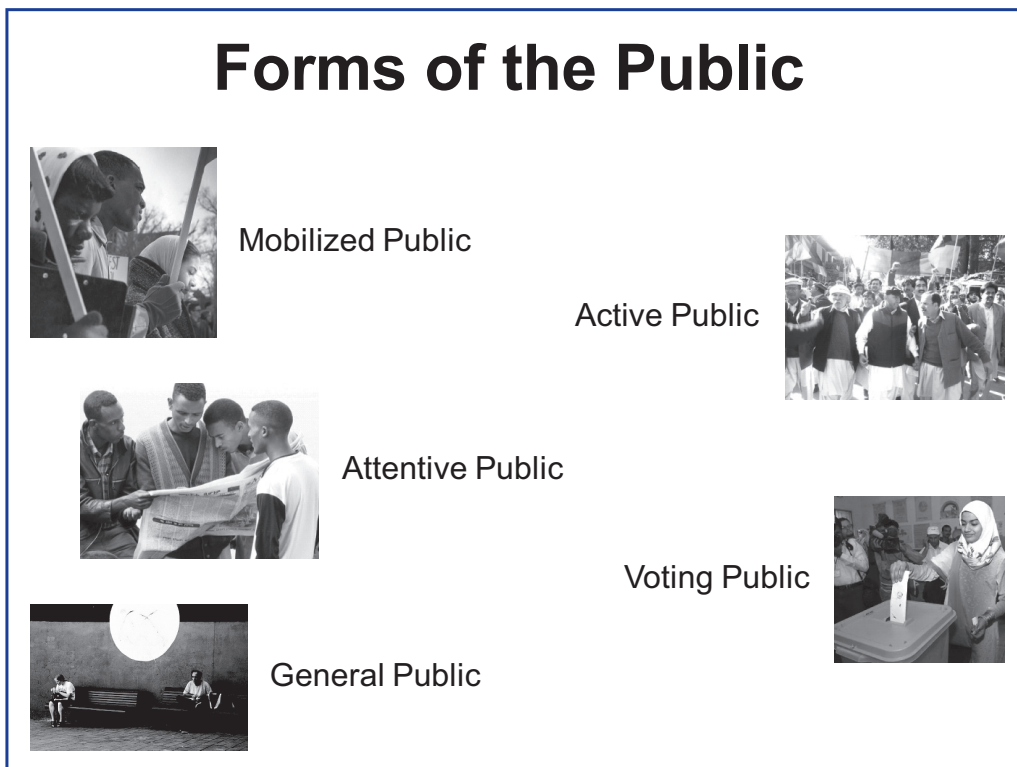 Forms of the Public
Mobilized Public
Active Public
Attentive Public
Voting Public
General Public